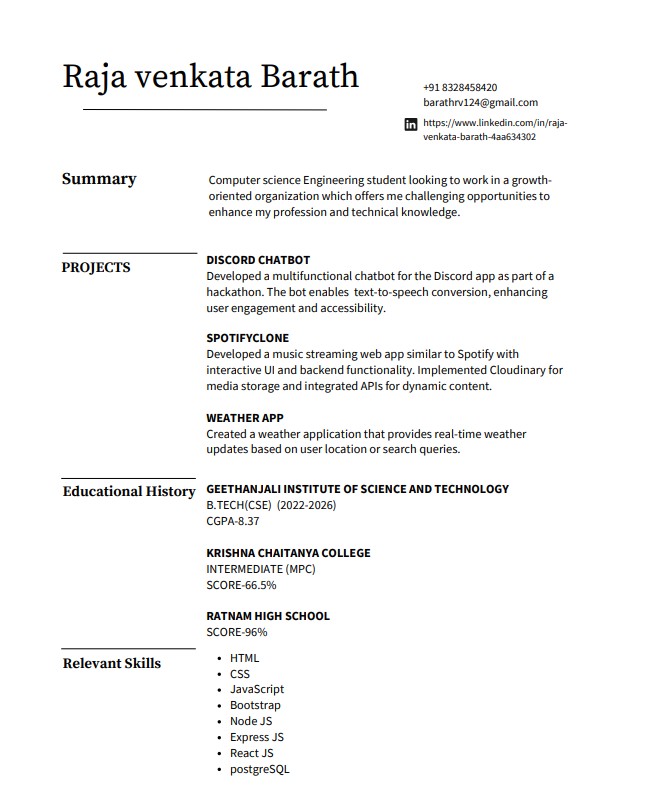 Raja venkata Barath
+91 8328458420
barathrv124@gmail.com
in
https://www.linkedin.com/in/raja-
venkata-barath-4aa634302
Summary
Computer science Engineering student looking to work in a growth-
oriented organization which offers me challenging opportunities to
enhance my profession and technical knowledge.
PROJECTS
DISCORD CHATBOT
Developed a multifunctional chatbot for the Discord app as part of a
hackathon. The bot enables text-to-speech conversion, enhancing
user engagement and accessibility.
SPOTIFYCLONE
Developed a music streaming web app similar to Spotify with
interactive UI and backend functionality. Implemented Cloudinary for
media storage and integrated APIs for dynamic content.
WEATHER APP
Created a weather application that provides real-time weather
updates based on user location or search queries.
Educational History
GEETHANJALI INSTITUTE OF SCIENCE AND TECHNOLOGY
B.TECH(CSE) (2022-2026)
CGPA-8.37
KRISHNA CHAITANYA COLLEGE
INTERMEDIATE (MPC)
SCORE-66.5%
RATNAM HIGH SCHOOL
SCORE-96%
Relevant Skills
• HTML
• CSS
• JavaScript
• Bootstrap
• Node JS
• Express JS
• React JS
• postgreSQL